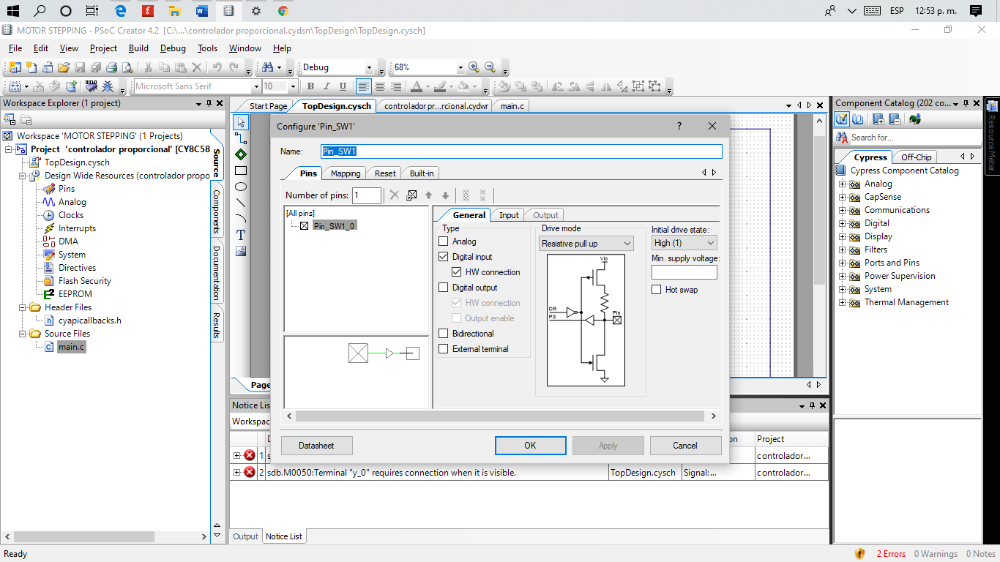 ESP 12:53 p. m.
MOTOR STEPPING - PSoC Creator 4.2 [C:\...\controlador proporcional.cydsn\TopDesign\TopDesign.cysch]
File Edit View Project Build Debug Tools Window Help
Debug 68%
Microsoft Sans Serif 10 B I U
Workspace Explorer (1 project)
Start Page TopDesign.cysch controlador pr...rcional.cydwr main.c
Component Catalog (202 co...
Resource Meter
Search for...
Cypress Off-Chip
Cypress Component Catalog
Analog
CapSense
Communications
Digital
Display
Filters
Ports and Pins
Power Supervision
System
Thermal Management
Workspace 'MOTOR STEPPING' (1 Projects)
Project 'controlador proporcional' [CY8C58
TopDesign.cysch
Design Wide Resources (controlador propo
Pins
Analog
Clocks
Interrupts
DMA
System
Directives
Flash Security
EEPROM
Header Files
cyapicallbacks.h
Source Files
main.c
Source
Components
Documentation
Results
T
Configure 'Pin_SW1'
Name: Pin_SW1
Pins Mapping Reset Built-in
Number of pins: 1
[All pins]
Pin_SW1_0
General Input Output
Type
Analog
Digital input
HW connection
Digital output
HW connection
Output enable
Bidirectional
External terminal
Drive mode
Resistive pull up
Vio
DR
PS
Pin
Initial drive state:
High (1)
Min. supply voltage:
Hot swap
Datasheet OK Apply Cancel
Page
Notice Lis
Workspac
D on Project
1 s controlador...
2 sdb.M0050:Terminal "y_0" requires connection when it is visible. TopDesign.cysch Signal:... controlador...
Output Notice List
Ready 2 Errors 0 Warnings 0 Notes